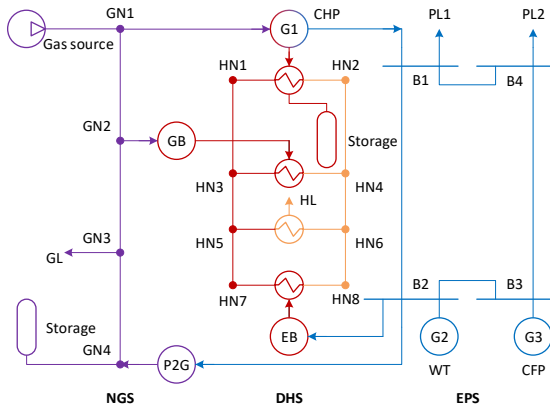 GN1
G1
CHP
PL1
PL2
Gas source
HN1
HN2
B1
B4
GN2
GB
Storage
HN3
HN4
HL
GN3
GL
HN5
HN6
HN7
HN8
B2
B3
Storage
GN4
P2G
EB
G2
G3
WT
CFP
NGS
DHS
EPS